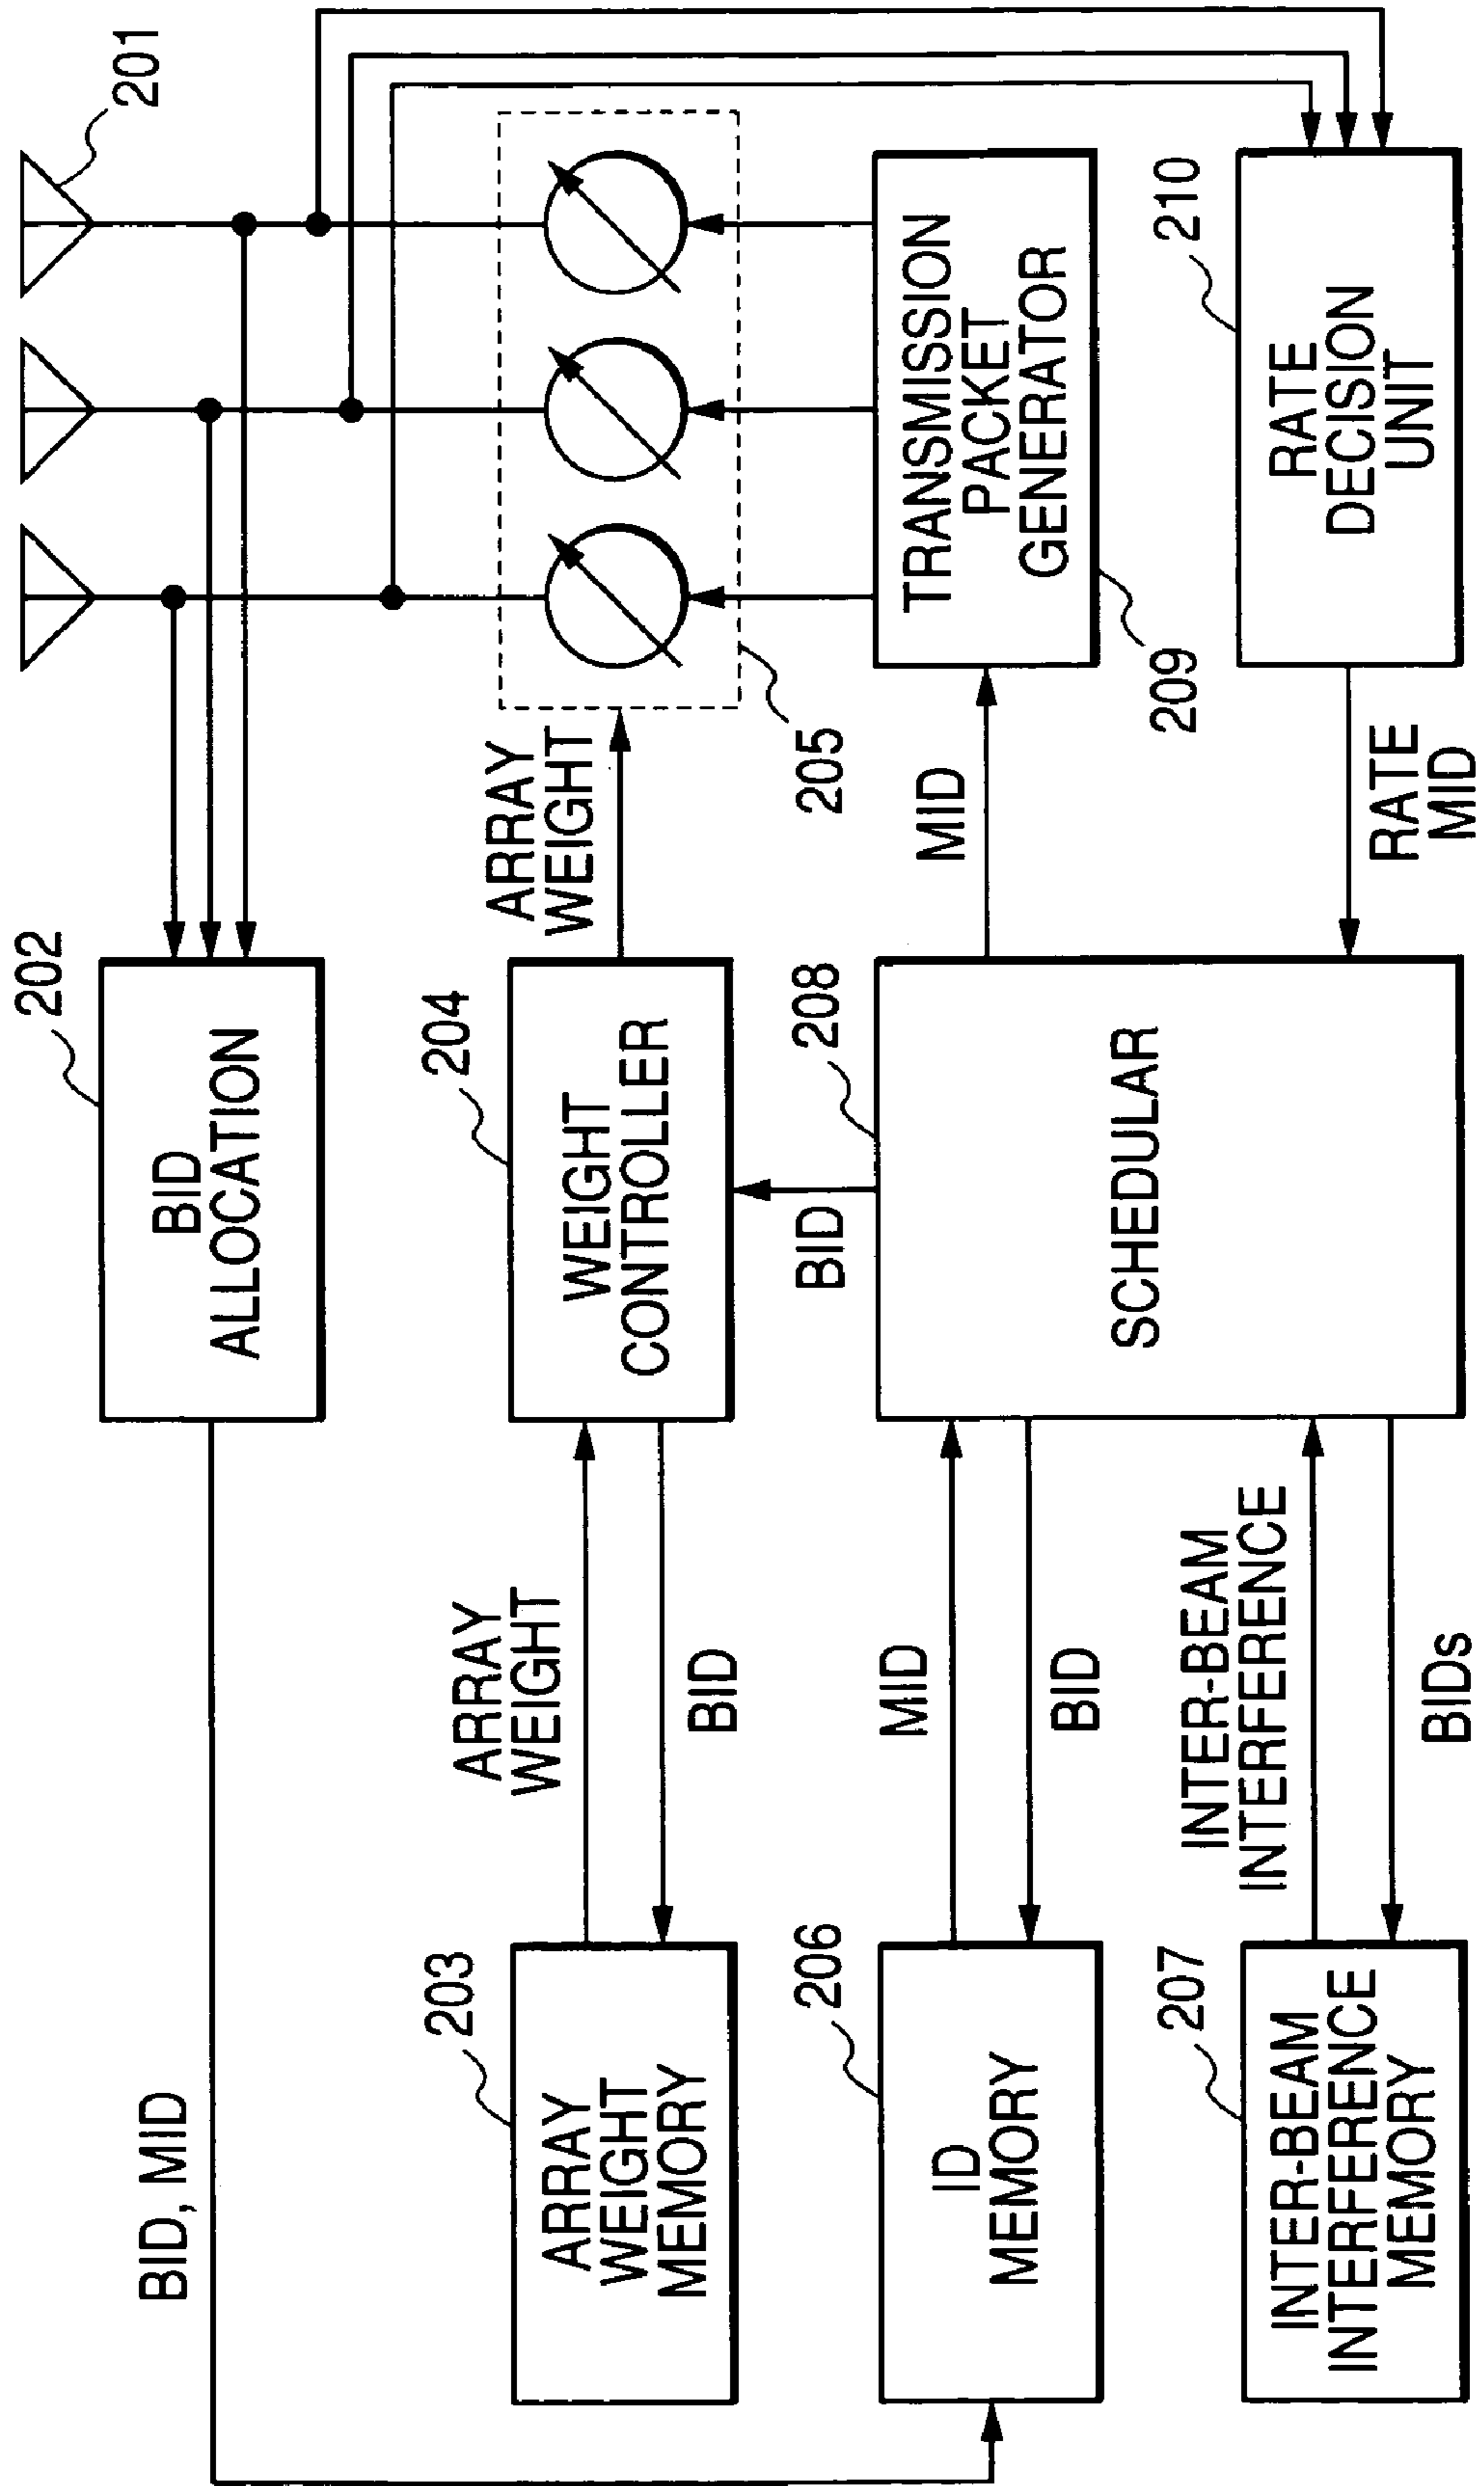 201
202
BID
ALLOCATION
BID, MID
203
ARRAY
WEIGHT
MEMORY
ARRAY
WEIGHT
BID
204
WEIGHT
CONTROLLER
ARRAY
WEIGHT
205
BID
206
ID
MEMORY
MID
BID
207
INTER-BEAM
INTERFERENCE
MEMORY
INTER-BEAM
INTERFERENCE
BIDs
208
SCHEDULAR
MID
209
TRANSMISSION
PACKET
GENERATOR
RATE
MID
210
RATE
DECISION
UNIT